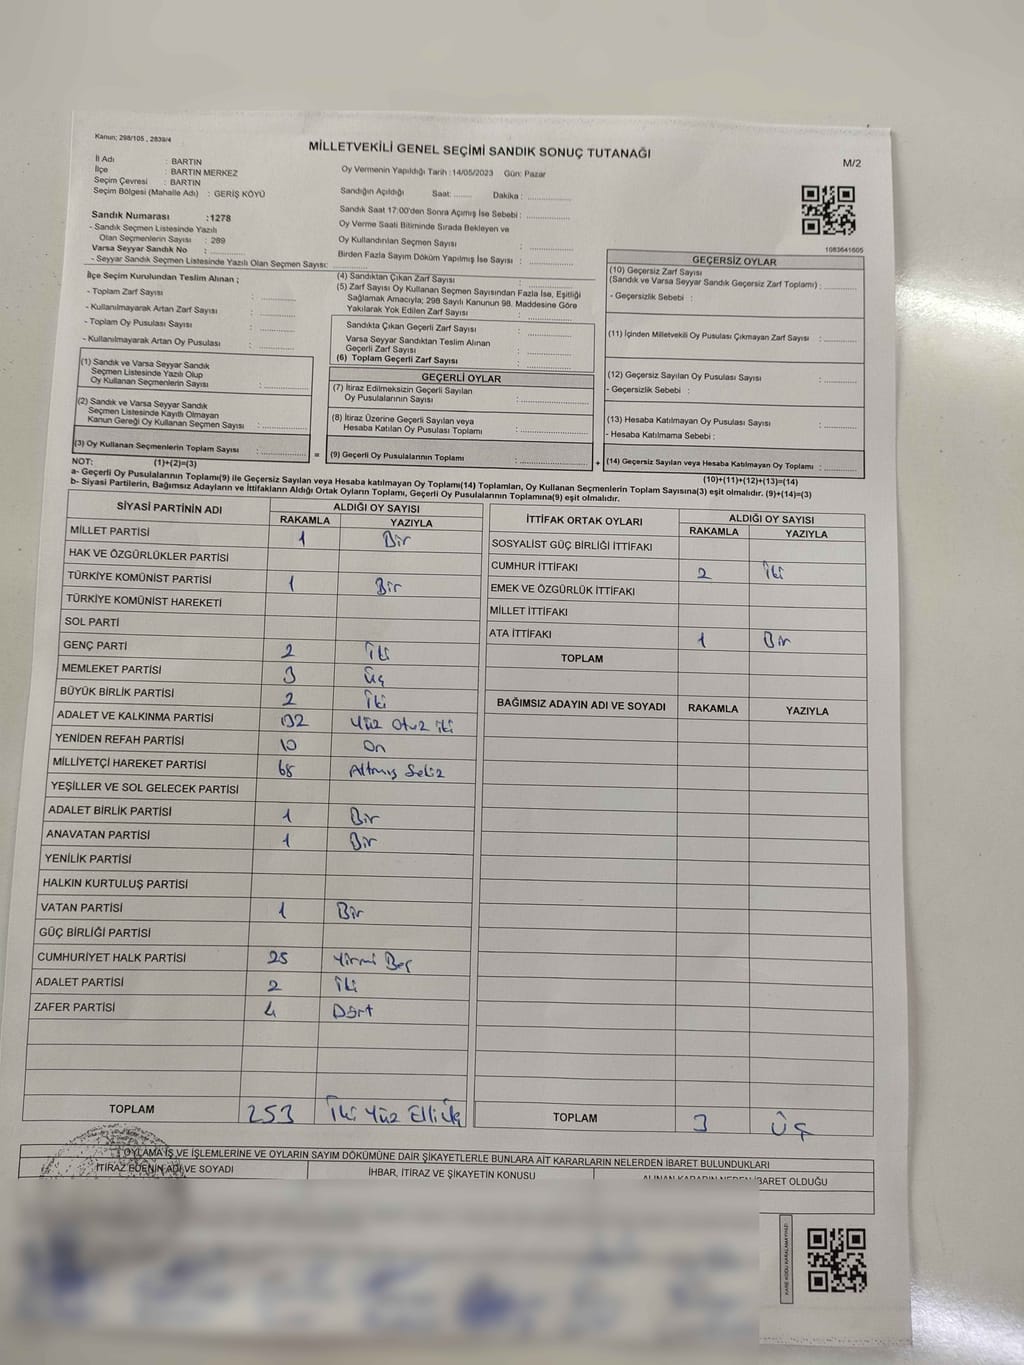 Kanun; 298/105 , 2839/4
MİLLETVEKİLİ GENEL SEÇİMİ SANDIK SONUÇ TUTANAĞI
M/2
İl Adı : BARTIN
İlçe : BARTIN MERKEZ
Seçim Çevresi : BARTIN
Seçim Bölgesi (Mahalle Adı) : GERİŞ KÖYÜ
Oy Vermenin Yapıldığı Tarih :14/05/2023 Gün: Pazar
Sandığın Açıldığı Saat: ........ Dakika : ................
Sandık Saat 17:00'den Sonra Açımış İse Sebebi : ................
Oy Verme Saati Bitiminde Sırada Bekleyen ve
Oy Kullandırılan Seçmen Sayısı : ................
Birden Fazla Sayım Döküm Yapılmış İse Sayısı : ................
Sandık Numarası :1278
- Sandık Seçmen Listesinde Yazılı
Olan Seçmenlerin Sayısı : 289
Varsa Seyyar Sandık No : ................
- Seyyar Sandık Seçmen Listesinde Yazılı Olan Seçmen Sayısı: ............
1083641605
İlçe Seçim Kurulundan Teslim Alınan ;
- Toplam Zarf Sayısı : ............
- Kullanılmayarak Artan Zarf Sayısı : ............
- Toplam Oy Pusulası Sayısı : ............
- Kullanılmayarak Artan Oy Pusulası : ............
(1) Sandık ve Varsa Seyyar Sandık
Seçmen Listesinde Yazılı Olup
Oy Kullanan Seçmenlerin Sayısı : ............
(2) Sandık ve Varsa Seyyar Sandık
Seçmen Listesinde Kayıtlı Olmayan
Kanun Gereği Oy Kullanan Seçmen Sayısı : ............
(3) Oy Kullanan Seçmenlerin Toplam Sayısı : ............
(1)+(2)=(3)
(4) Sandıktan Çıkan Zarf Sayısı : ............
(5) Zarf Sayısı Oy Kullanan Seçmen Sayısından Fazla İse, Eşitliği
Sağlamak Amacıyla; 298 Sayılı Kanunun 98. Maddesine Göre
Yakılarak Yok Edilen Zarf Sayısı : ............
Sandıkta Çıkan Geçerli Zarf Sayısı : ............
Varsa Seyyar Sandıktan Teslim Alınan
Geçerli Zarf Sayısı : ............
(6) Toplam Geçerli Zarf Sayısı : ............
GEÇERLİ OYLAR
(7) İtiraz Edilmeksizin Geçerli Sayılan
Oy Pusulalarının Sayısı : ............
(8) İtiraz Üzerine Geçerli Sayılan veya
Hesaba Katılan Oy Pusulası Toplamı : ............
= (9) Geçerli Oy Pusulalarının Toplamı : ............ +
GEÇERSİZ OYLAR
(10) Geçersiz Zarf Sayısı
(Sandık ve Varsa Seyyar Sandık Geçersiz Zarf Toplamı) : ............
- Geçersizlik Sebebi :
(11) İçinden Milletvekili Oy Pusulası Çıkmayan Zarf Sayısı : ............
(12) Geçersiz Sayılan Oy Pusulası Sayısı : ............
- Geçersizlik Sebebi :
(13) Hesaba Katılmayan Oy Pusulası Sayısı : ............
- Hesaba Katılmama Sebebi :
(14) Geçersiz Sayılan veya Hesaba Katılmayan Oy Toplamı : ............
(10)+(11)+(12)+(13)=(14)
NOT:
a- Geçerli Oy Pusulalarının Toplamı(9) ile Geçersiz Sayılan veya Hesaba katılmayan Oy Toplamı(14) Toplamları, Oy Kullanan Seçmenlerin Toplam Sayısına(3) eşit olmalıdır. (9)+(14)=(3)
b- Siyasi Partilerin, Bağımsız Adayların ve İttifakların Aldığı Ortak Oyların Toplamı, Geçerli Oy Pusulalarının Toplamına(9) eşit olmalıdır.
SİYASİ PARTİNİN ADI ALDIĞI OY SAYISI
RAKAMLA YAZIYLA
MİLLET PARTİSİ 1 Bir
HAK VE ÖZGÜRLÜKLER PARTİSİ
TÜRKİYE KOMÜNİST PARTİSİ 1 Bir
TÜRKİYE KOMÜNİST HAREKETİ
SOL PARTİ
GENÇ PARTİ 2 İki
MEMLEKET PARTİSİ 3 Üç
BÜYÜK BİRLİK PARTİSİ 2 İki
ADALET VE KALKINMA PARTİSİ 132 Yüz Otuz iki
YENİDEN REFAH PARTİSİ 10 On
MİLLİYETÇİ HAREKET PARTİSİ 68 Altmış Sekiz
YEŞİLLER VE SOL GELECEK PARTİSİ
ADALET BİRLİK PARTİSİ 1 Bir
ANAVATAN PARTİSİ 1 Bir
YENİLİK PARTİSİ
HALKIN KURTULUŞ PARTİSİ
VATAN PARTİSİ 1 Bir
GÜÇ BİRLİĞİ PARTİSİ
CUMHURİYET HALK PARTİSİ 25 Yirmi Beş
ADALET PARTİSİ 2 İki
ZAFER PARTİSİ 4 Dört
TOPLAM 253 İki Yüz Elli Üç
İTTİFAK ORTAK OYLARI ALDIĞI OY SAYISI
RAKAMLA YAZIYLA
SOSYALİST GÜÇ BİRLİĞİ İTTİFAKI
CUMHUR İTTİFAKI 2 İki
EMEK VE ÖZGÜRLÜK İTTİFAKI
MİLLET İTTİFAKI
ATA İTTİFAKI 1 Bir
TOPLAM
BAĞIMSIZ ADAYIN ADI VE SOYADI RAKAMLA YAZIYLA
TOPLAM 3 Üç
OYLAMA İŞ VE İŞLEMLERİNE VE OYLARIN SAYIM DÖKÜMÜNE DAİR ŞİKAYETLERLE BUNLARA AİT KARARLARIN NELERDEN İBARET BULUNDUKLARI
İTİRAZ EDENİN ADI VE SOYADI İHBAR, İTİRAZ VE ŞİKAYETİN KONUSU ALINAN KARARIN NEDEN İBARET OLDUĞU